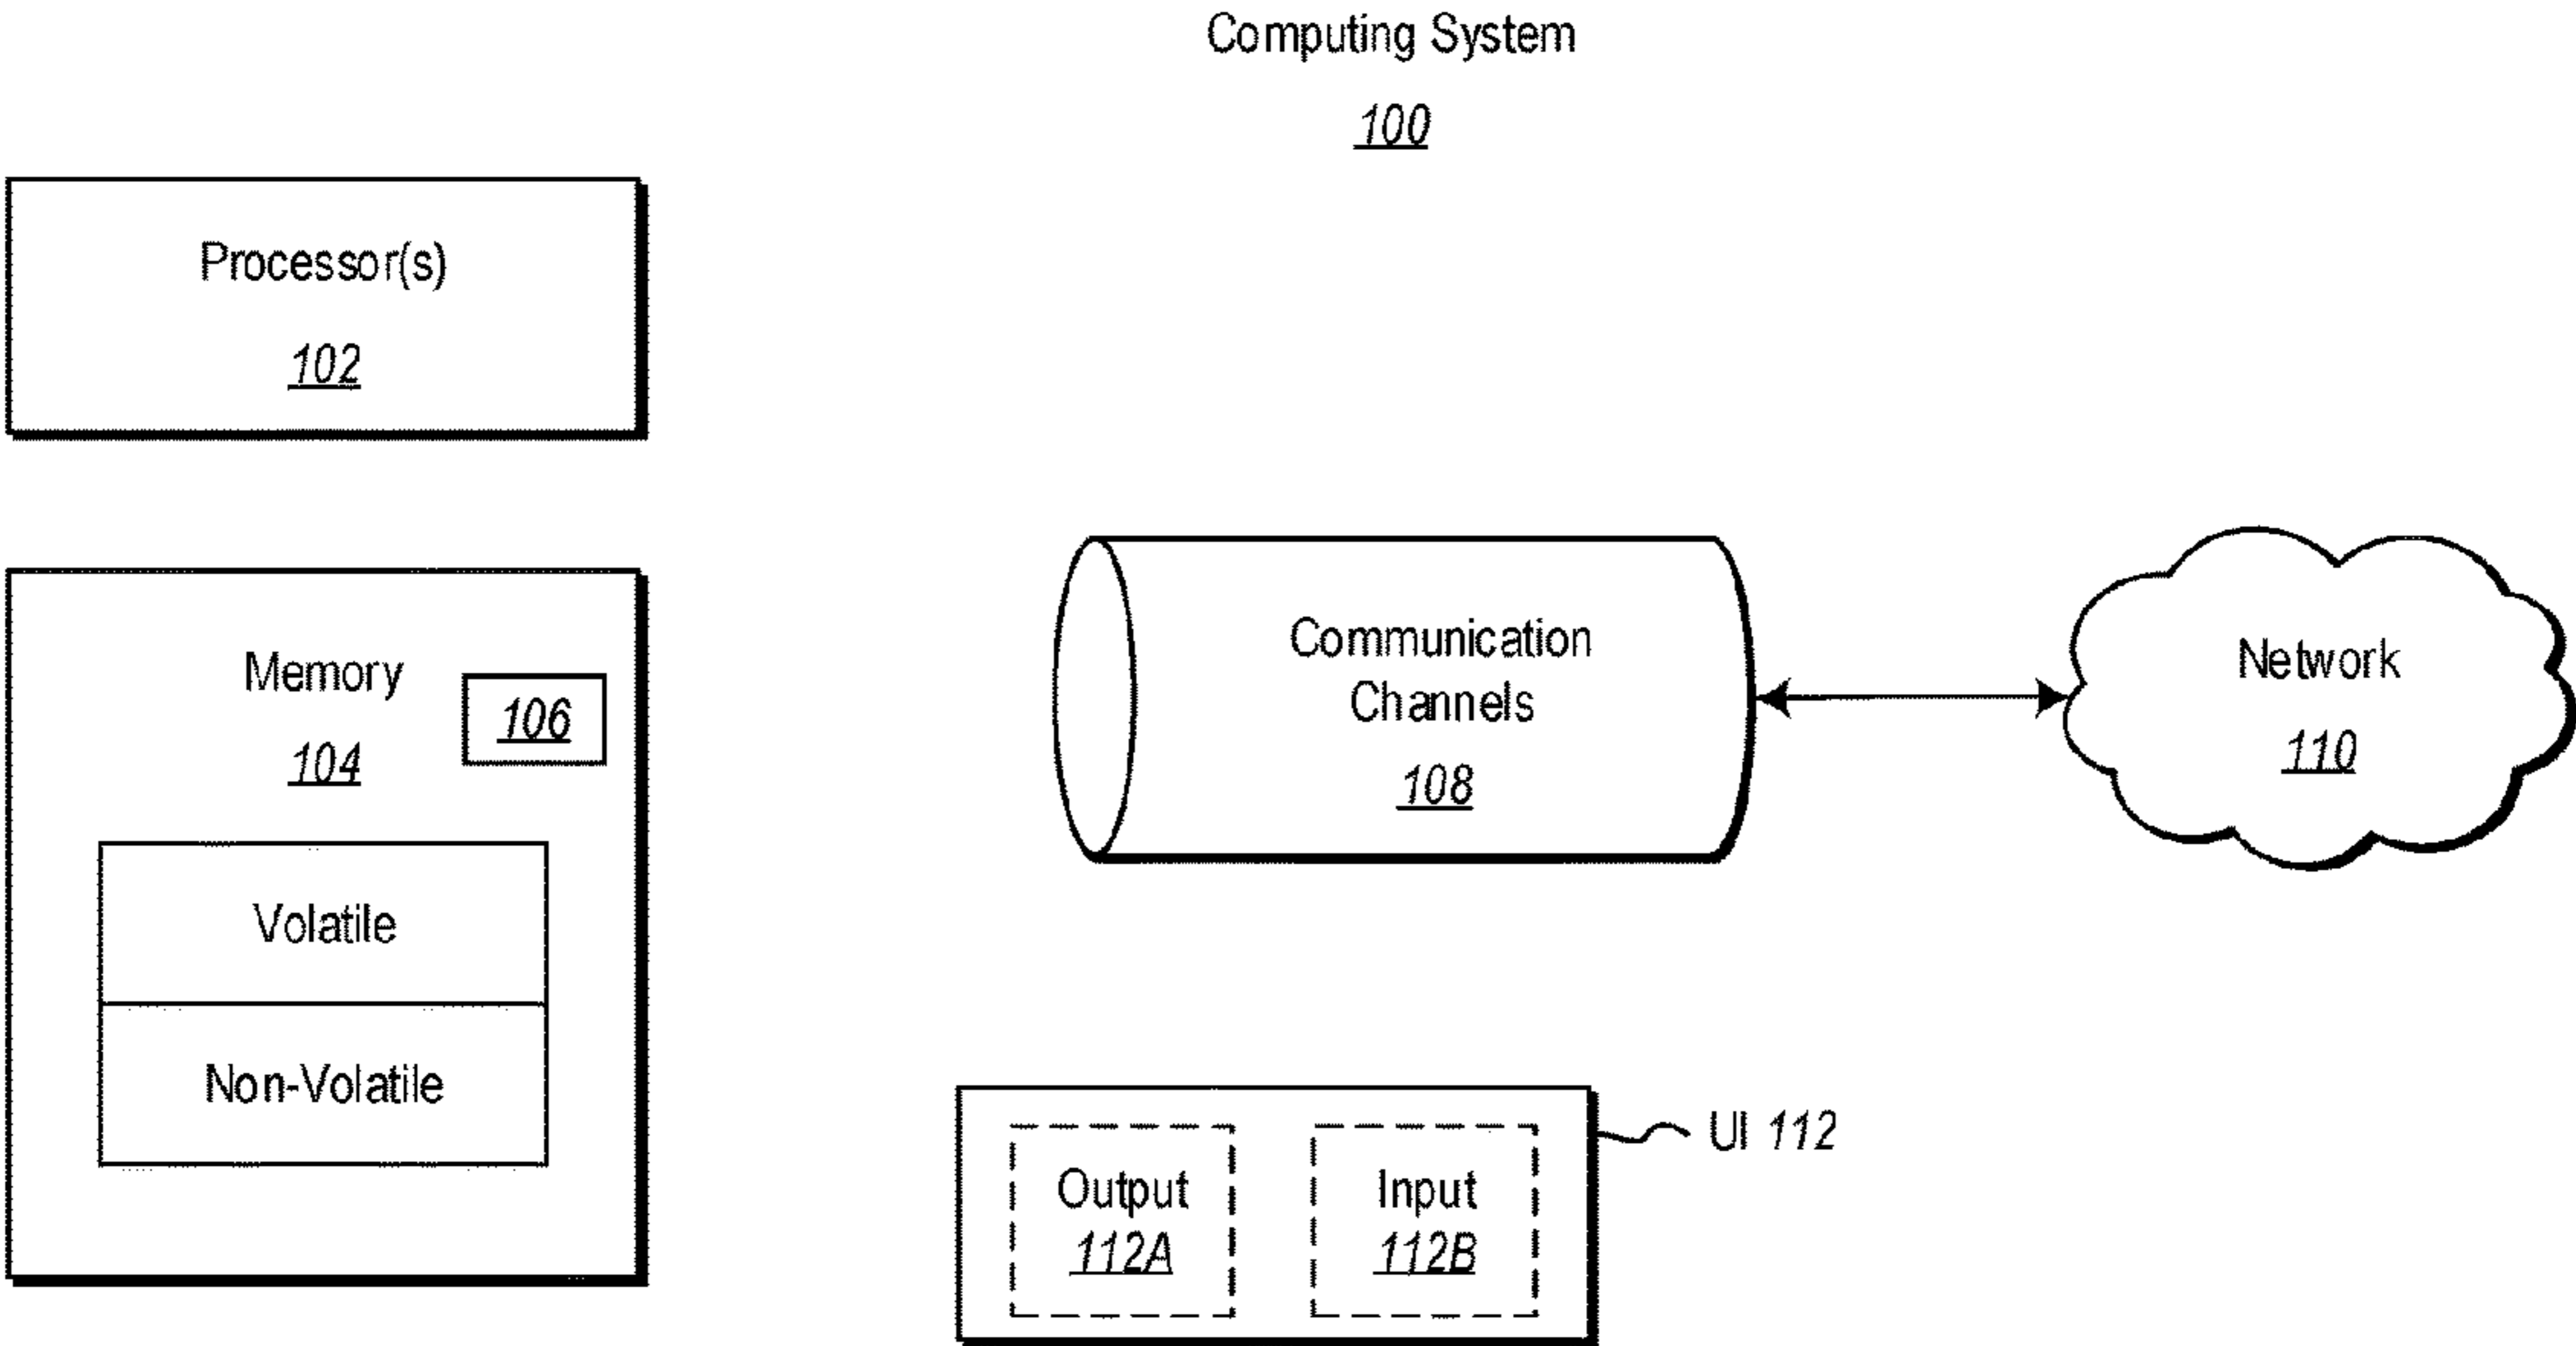 Computing System
100
Processor(s)
102
Memory
104
106
Volatile
Non-Volatile
Communication
Channels
108
Network
110
UI 112
Output
112A
Input
112B